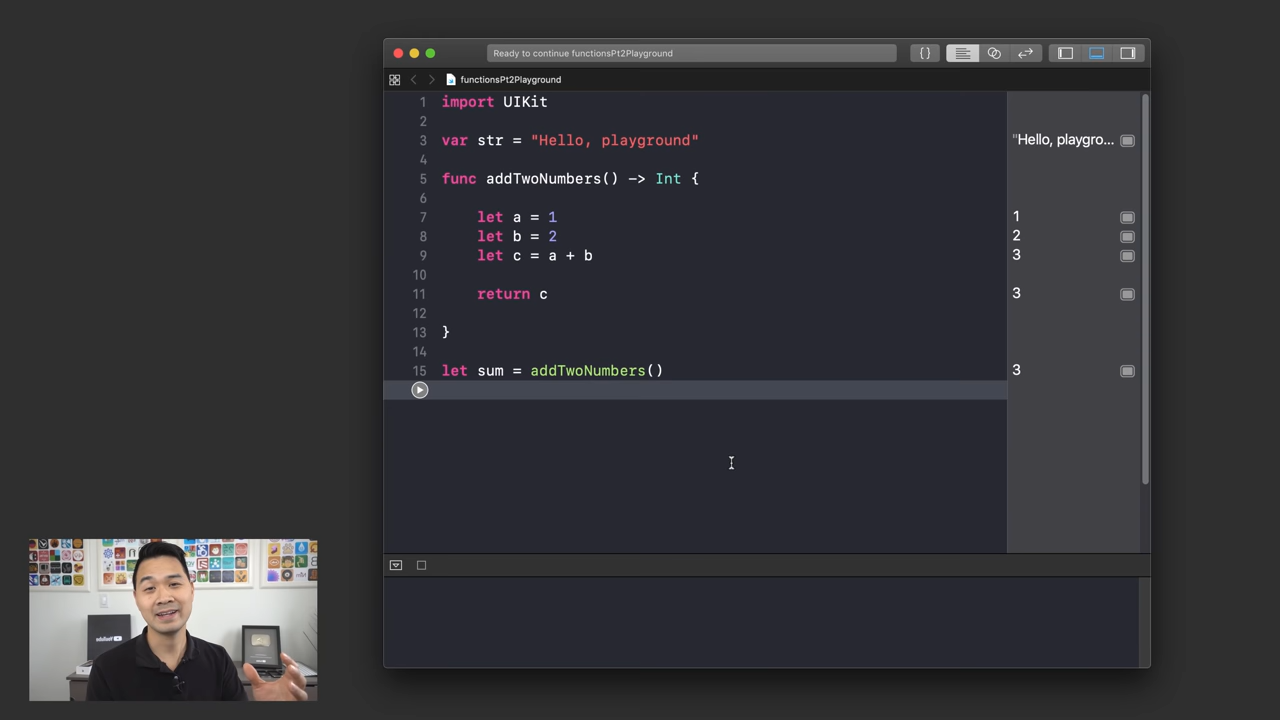 Ready to continue functionsPt2Playground
functionsPt2Playground
1 import UIKit
2
3 var str = "Hello, playground"
"Hello, playgro...
4
5 func addTwoNumbers() -> Int {
6
7 let a = 1
1
8 let b = 2
2
9 let c = a + b
3
10
11 return c
3
12
13 }
14
15 let sum = addTwoNumbers()
3